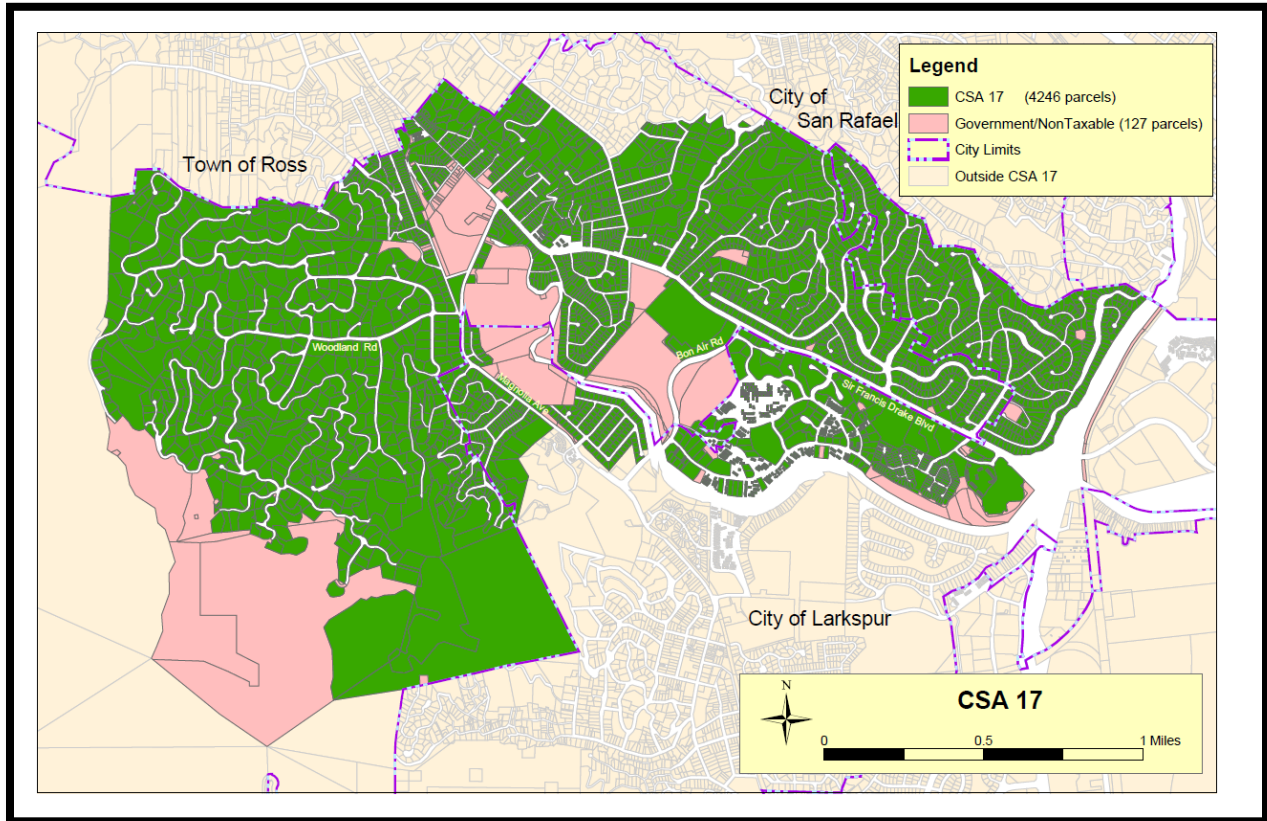 Legend
CSA 17 (4246 parcels)
Government/NonTaxable (127 parcels)
City Limits
Outside CSA 17
City of
San Rafael
Town of Ross
Woodland Rd
Magnolia Ave
Bon Air Rd
Sir Francis Drake Blvd
City of Larkspur
N
CSA 17
0 0.5 1 Miles